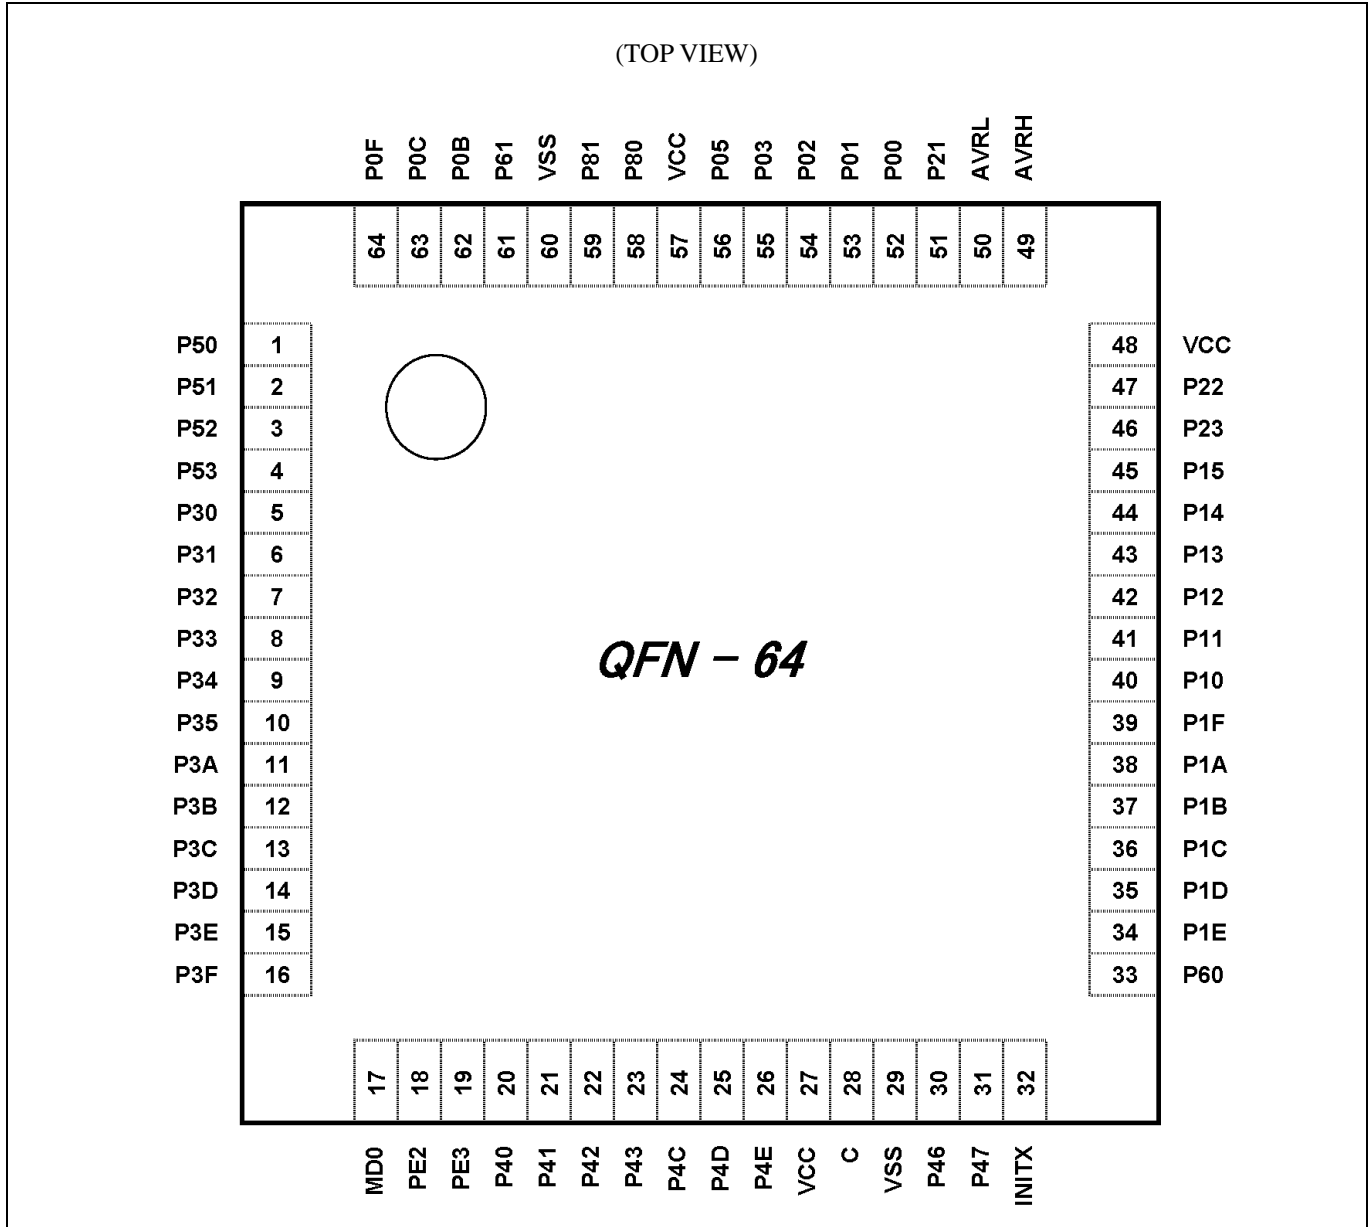 (TOP VIEW)
P0F P0C P0B P61 VSS P81 P80 VCC P05 P03 P02 P01 P00 P21 AVRL AVRH
64 63 62 61 60 59 58 57 56 55 54 53 52 51 50 49
P50 1 48 VCC
P51 2 47 P22
P52 3 46 P23
P53 4 45 P15
P30 5 44 P14
P31 6 43 P13
P32 7 42 P12
P33 8 41 P11
QFN - 64
P34 9 40 P10
P35 10 39 P1F
P3A 11 38 P1A
P3B 12 37 P1B
P3C 13 36 P1C
P3D 14 35 P1D
P3E 15 34 P1E
P3F 16 33 P60
17 18 19 20 21 22 23 24 25 26 27 28 29 30 31 32
MD0 PE2 PE3 P40 P41 P42 P43 P4C P4D P4E VCC C VSS P46 P47 INITX